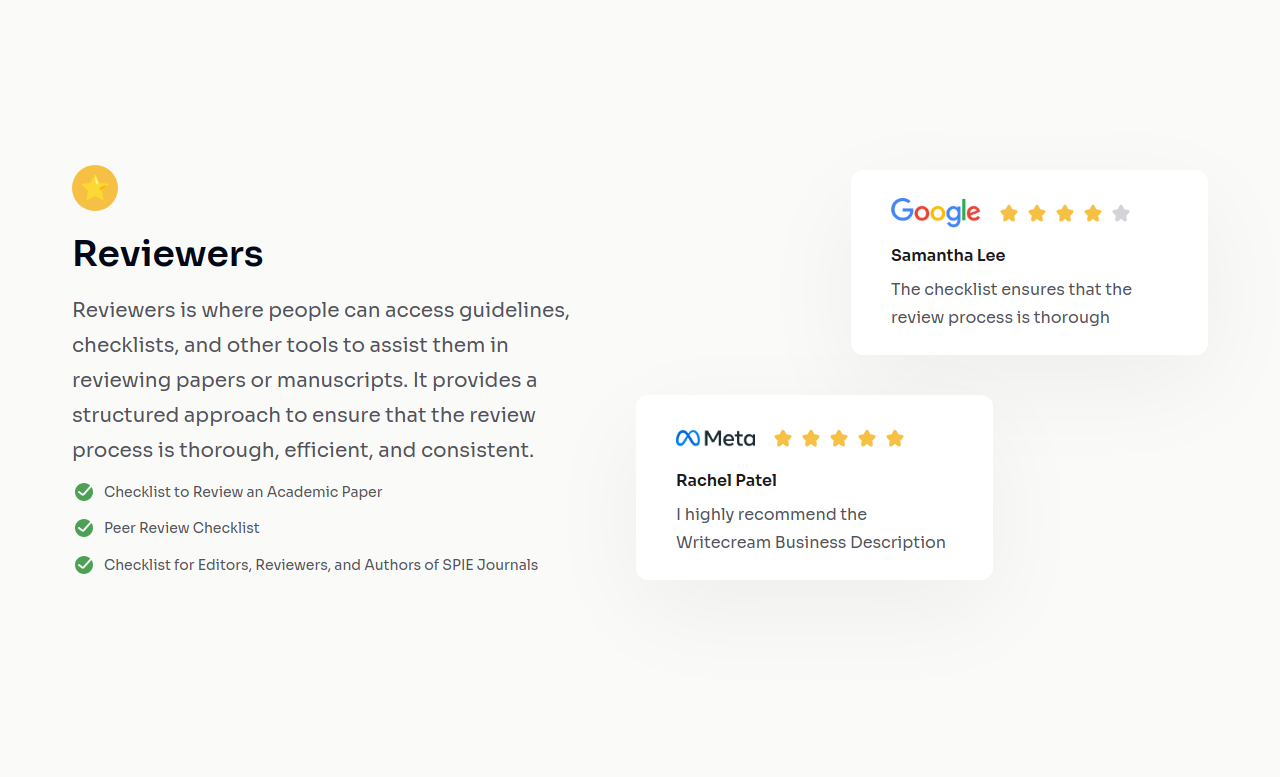 Reviewers
Reviewers is where people can access guidelines,
checklists, and other tools to assist them in
reviewing papers or manuscripts. It provides a
structured approach to ensure that the review
process is thorough, efficient, and consistent.
Checklist to Review an Academic Paper
Peer Review Checklist
Checklist for Editors, Reviewers, and Authors of SPIE Journals
Google
Samantha Lee
The checklist ensures that the
review process is thorough
Meta
Rachel Patel
I highly recommend the
Writecream Business Description